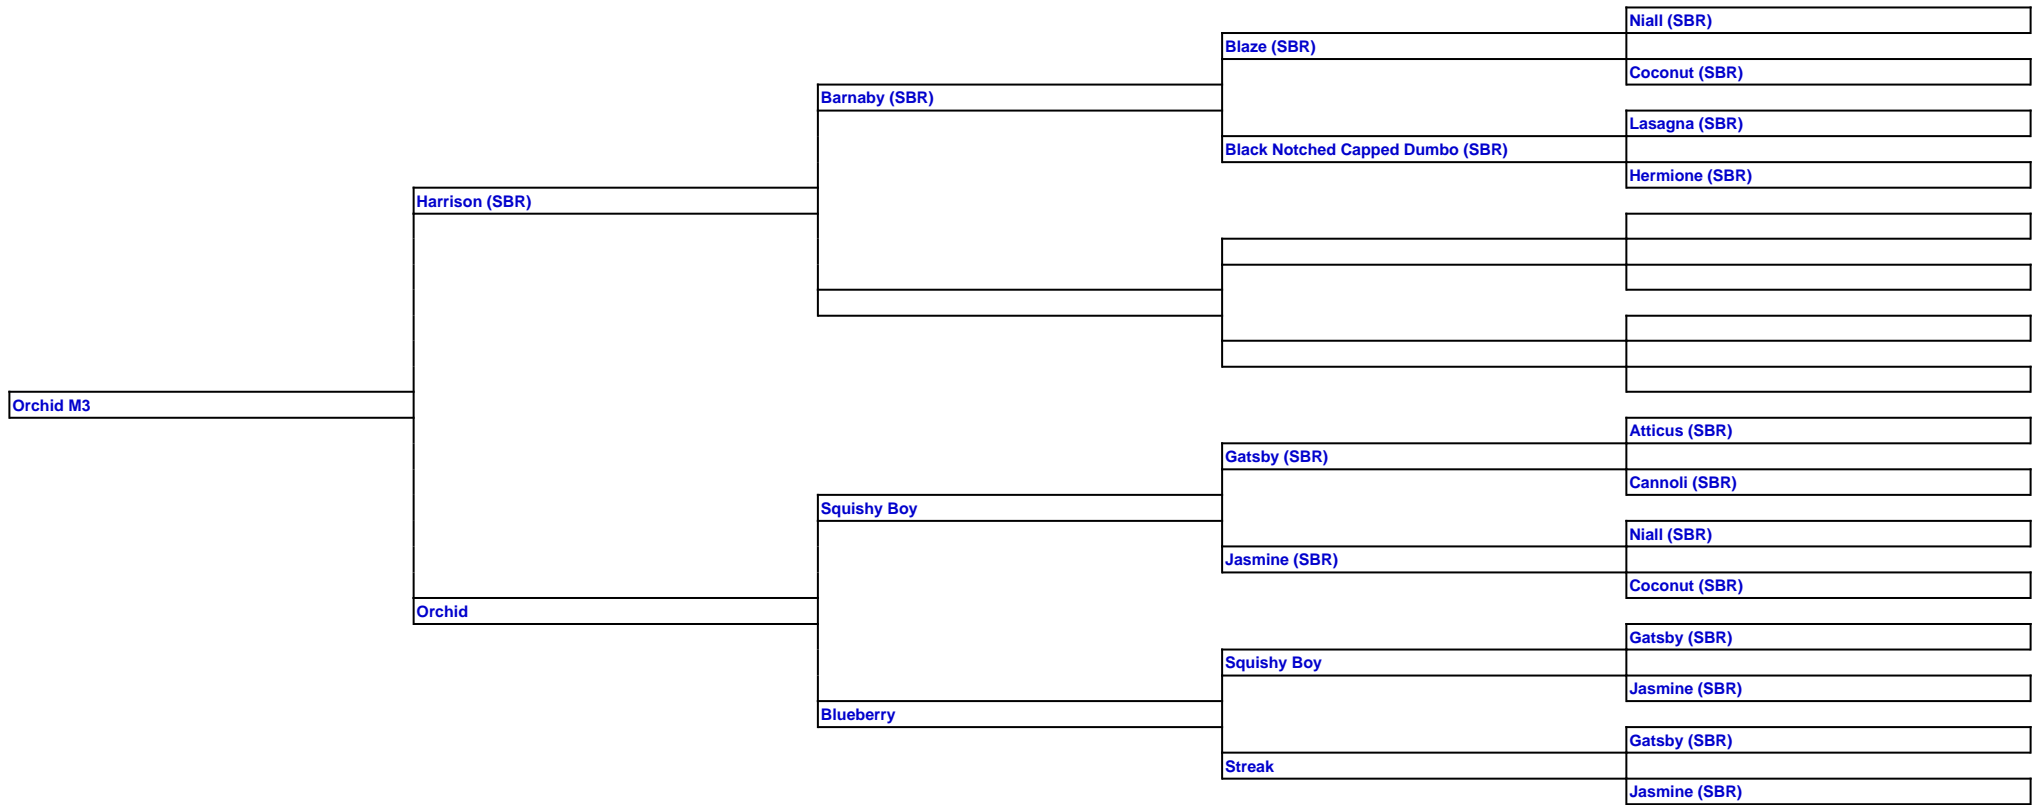 Niall (SBR)
Blaze (SBR)
Coconut (SBR)
Barnaby (SBR)
Lasagna (SBR)
Black Notched Capped Dumbo (SBR)
Hermione (SBR)
Harrison (SBR)
Orchid M3
Atticus (SBR)
Gatsby (SBR)
Cannoli (SBR)
Squishy Boy
Niall (SBR)
Jasmine (SBR)
Coconut (SBR)
Orchid
Gatsby (SBR)
Squishy Boy
Jasmine (SBR)
Blueberry
Gatsby (SBR)
Streak
Jasmine (SBR)